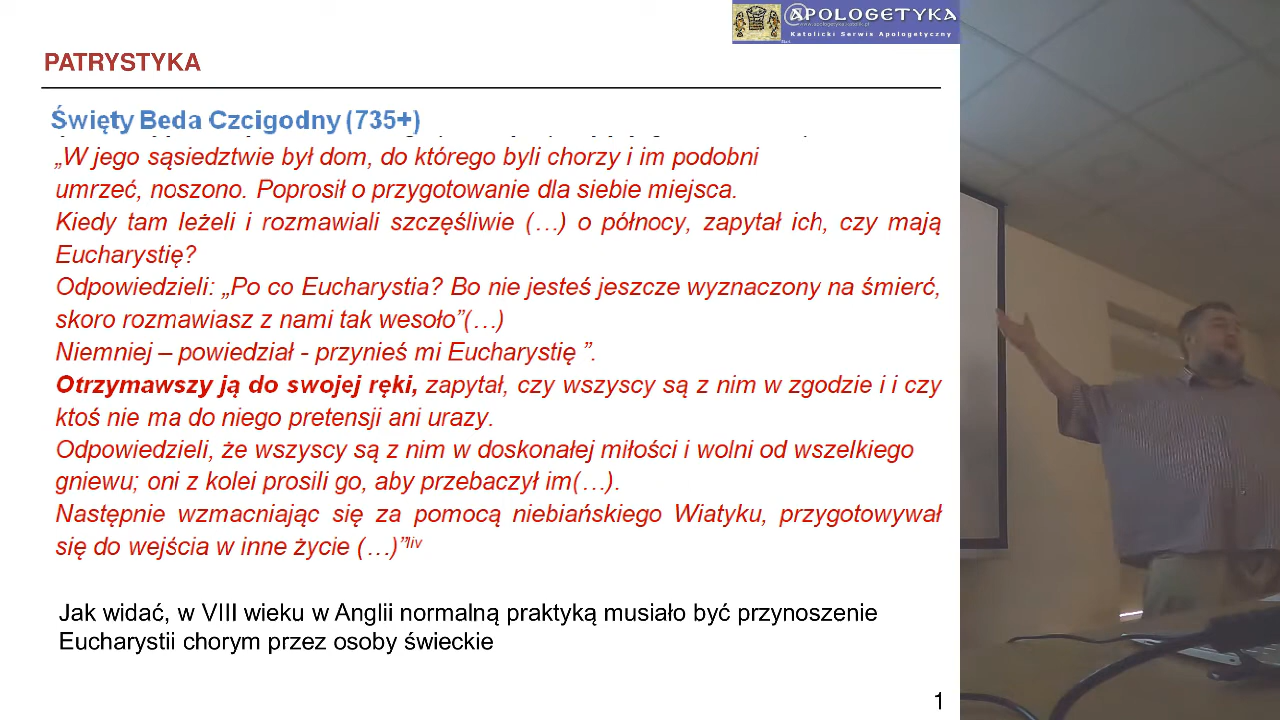 APOLOGETYKA
www.apologetyka.katolik.pl
Katolicki Serwis Apologetyczny
PATRYSTYKA
Święty Beda Czcigodny (735+)
„W jego sąsiedztwie był dom, do którego byli chorzy i im podobni
umrzeć, noszono. Poprosił o przygotowanie dla siebie miejsca.
Kiedy tam leżeli i rozmawiali szczęśliwie (…) o północy, zapytał ich, czy mają
Eucharystię?
Odpowiedzieli: „Po co Eucharystia? Bo nie jesteś jeszcze wyznaczony na śmierć,
skoro rozmawiasz z nami tak wesoło”(…)
Niemniej – powiedział - przynieś mi Eucharystię ”.
Otrzymawszy ją do swojej ręki, zapytał, czy wszyscy są z nim w zgodzie i i czy
ktoś nie ma do niego pretensji ani urazy.
Odpowiedzieli, że wszyscy są z nim w doskonałej miłości i wolni od wszelkiego
gniewu; oni z kolei prosili go, aby przebaczył im(…).
Następnie wzmacniając się za pomocą niebiańskiego Wiatyku, przygotowywał
się do wejścia w inne życie (…)”liv
Jak widać, w VIII wieku w Anglii normalną praktyką musiało być przynoszenie
Eucharystii chorym przez osoby świeckie
1